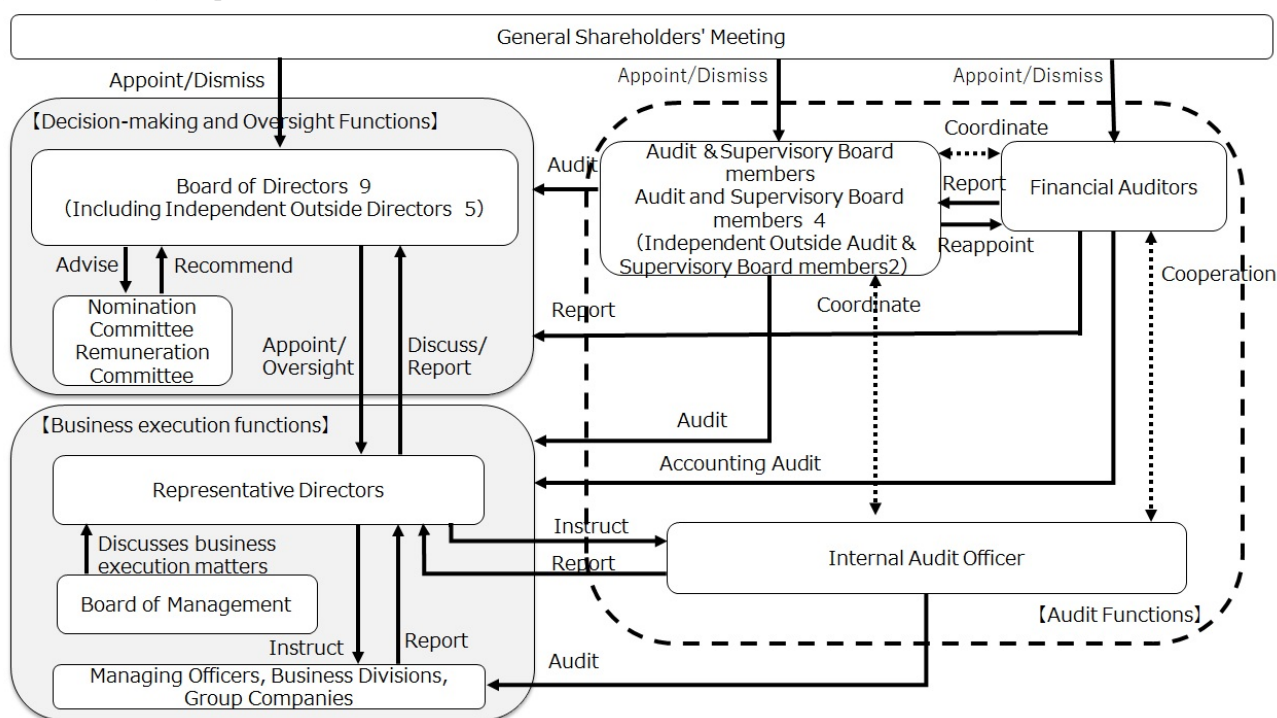 General Shareholders' Meeting
Appoint/Dismiss
Appoint/Dismiss
Appoint/Dismiss
【Decision-making and Oversight Functions】
Board of Directors 9
（Including Independent Outside Directors 5）
Advise
Recommend
Nomination
Committee
Remuneration
Committee
Appoint/
Oversight
Discuss/
Report
Audit
Audit & Supervisory Board
members
Audit and Supervisory Board
members 4
（Independent Outside Audit &
Supervisory Board members2）
Coordinate
Report
Reappoint
Financial Auditors
Cooperation
Coordinate
Report
【Business execution functions】
Audit
Accounting Audit
Representative Directors
Discusses business
execution matters
Board of Management
Instruct
Report
Instruct
Report
Internal Audit Officer
【Audit Functions】
Audit
Managing Officers, Business Divisions,
Group Companies